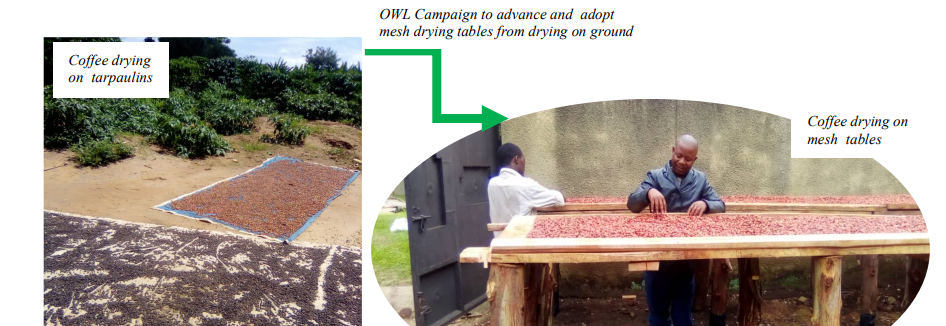 OWL Campaign to advance and adopt
mesh drying tables from drying on ground
Coffee drying
on tarpaulins
Coffee drying on
mesh tables